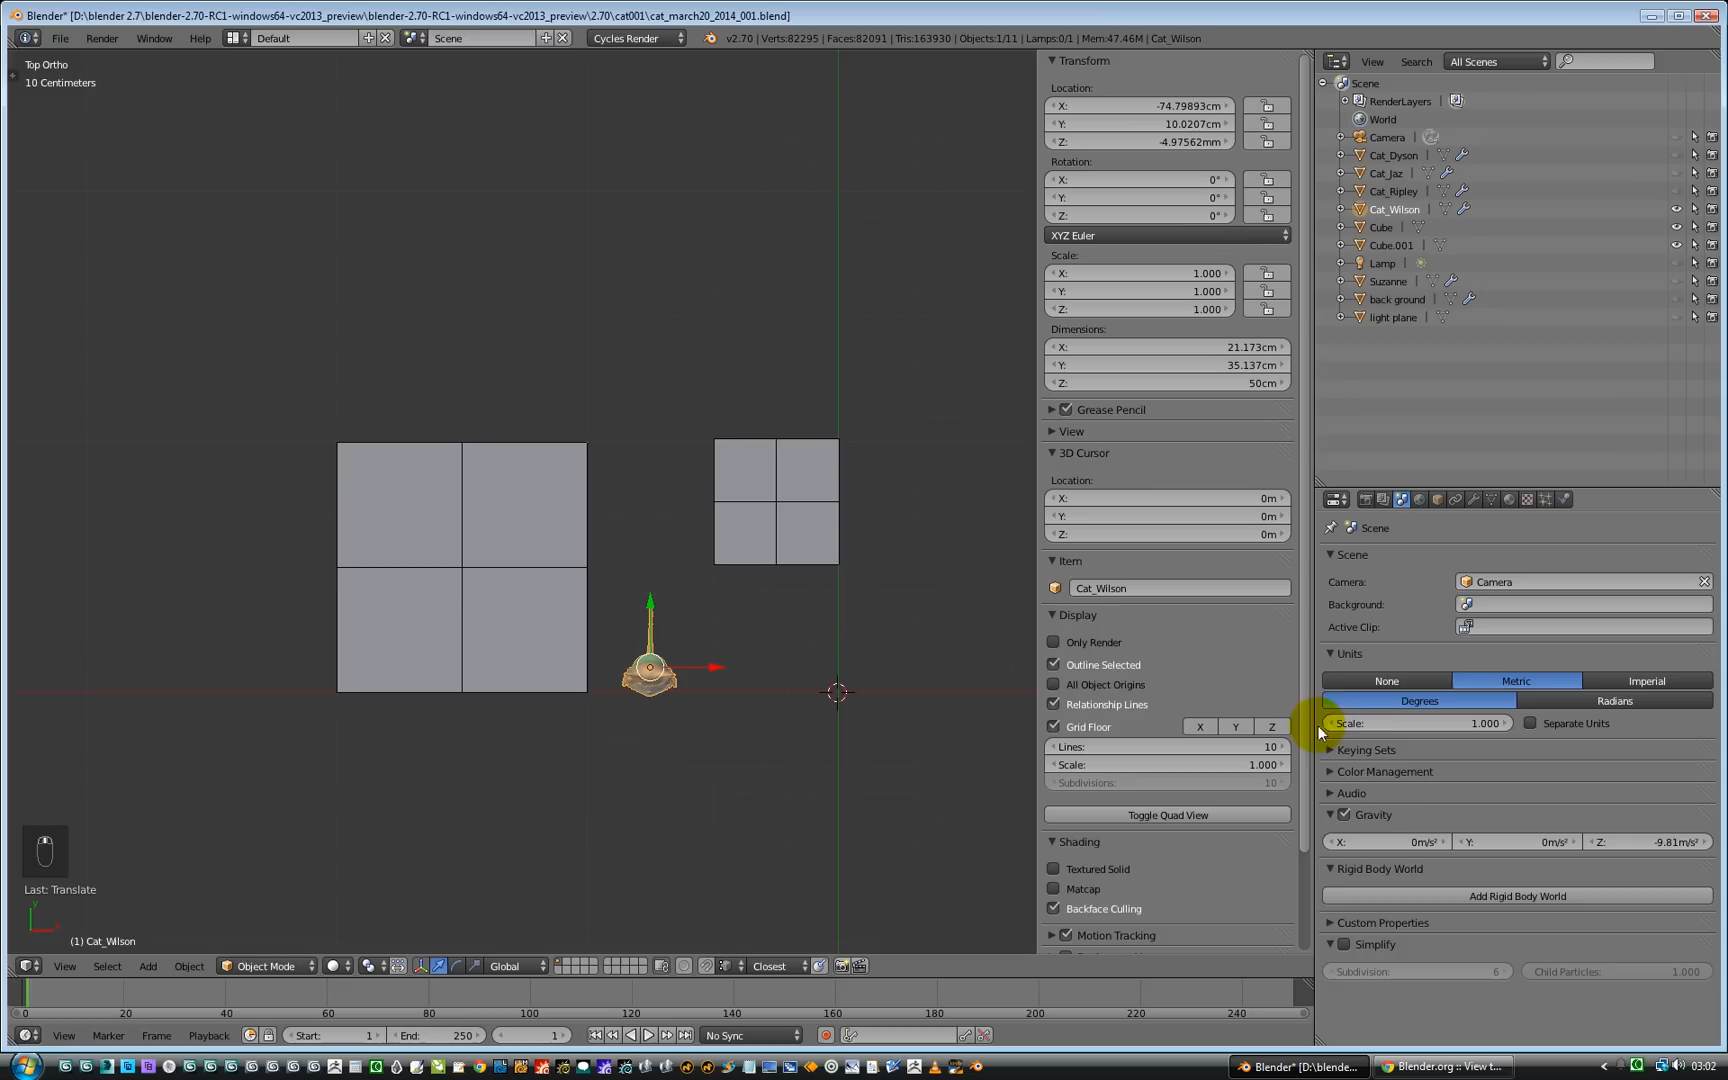 Blender* [D:\blender 2.7\blender-2.70-RC1-windows64-vc2013_preview\blender-2.70-RC1-windows64-vc2013_preview\2.70\cat001\cat_march20_2014_001.blend]
File Render Window Help Default Scene Cycles Render v2.70 | Verts:82295 | Faces:82091 | Tris:163930 | Objects:1/11 | Lamps:0/1 | Mem:47.46M | Cat_Wilson
Top Ortho
10 Centimeters
Last: Translate
(1) Cat_Wilson
Transform
Location:
X: -74.79893cm
Y: 10.0207cm
Z: -4.97562mm
Rotation:
X: 0°
Y: 0°
Z: 0°
XYZ Euler
Scale:
X: 1.000
Y: 1.000
Z: 1.000
Dimensions:
X: 21.173cm
Y: 35.137cm
Z: 50cm
Grease Pencil
View
3D Cursor
Location:
X: 0m
Y: 0m
Z: 0m
Item
Cat_Wilson
Display
Only Render
Outline Selected
All Object Origins
Relationship Lines
Grid Floor X Y Z
Lines: 10
Scale: 1.000
Subdivisions: 10
Toggle Quad View
Shading
Textured Solid
Matcap
Backface Culling
Motion Tracking
View Search All Scenes
Scene
RenderLayers
World
Camera
Cat_Dyson
Cat_Jaz
Cat_Ripley
Cat_Wilson
Cube
Cube.001
Lamp
Suzanne
back ground
light plane
Scene
Scene
Camera: Camera
Background:
Active Clip:
Units
None Metric Imperial
Degrees Radians
Scale: 1.000 Separate Units
Keying Sets
Color Management
Audio
Gravity
X: 0m/s² Y: 0m/s² Z: -9.81m/s²
Rigid Body World
Add Rigid Body World
Custom Properties
Simplify
Subdivision: 6 Child Particles: 1.000
View Select Add Object Object Mode Global Closest
0 20 40 60 80 100 120 140 160 180 200 220 240
View Marker Frame Playback Start: 1 End: 250 1 No Sync
Blender* [D:\blende... Blender.org :: View t... 03:02